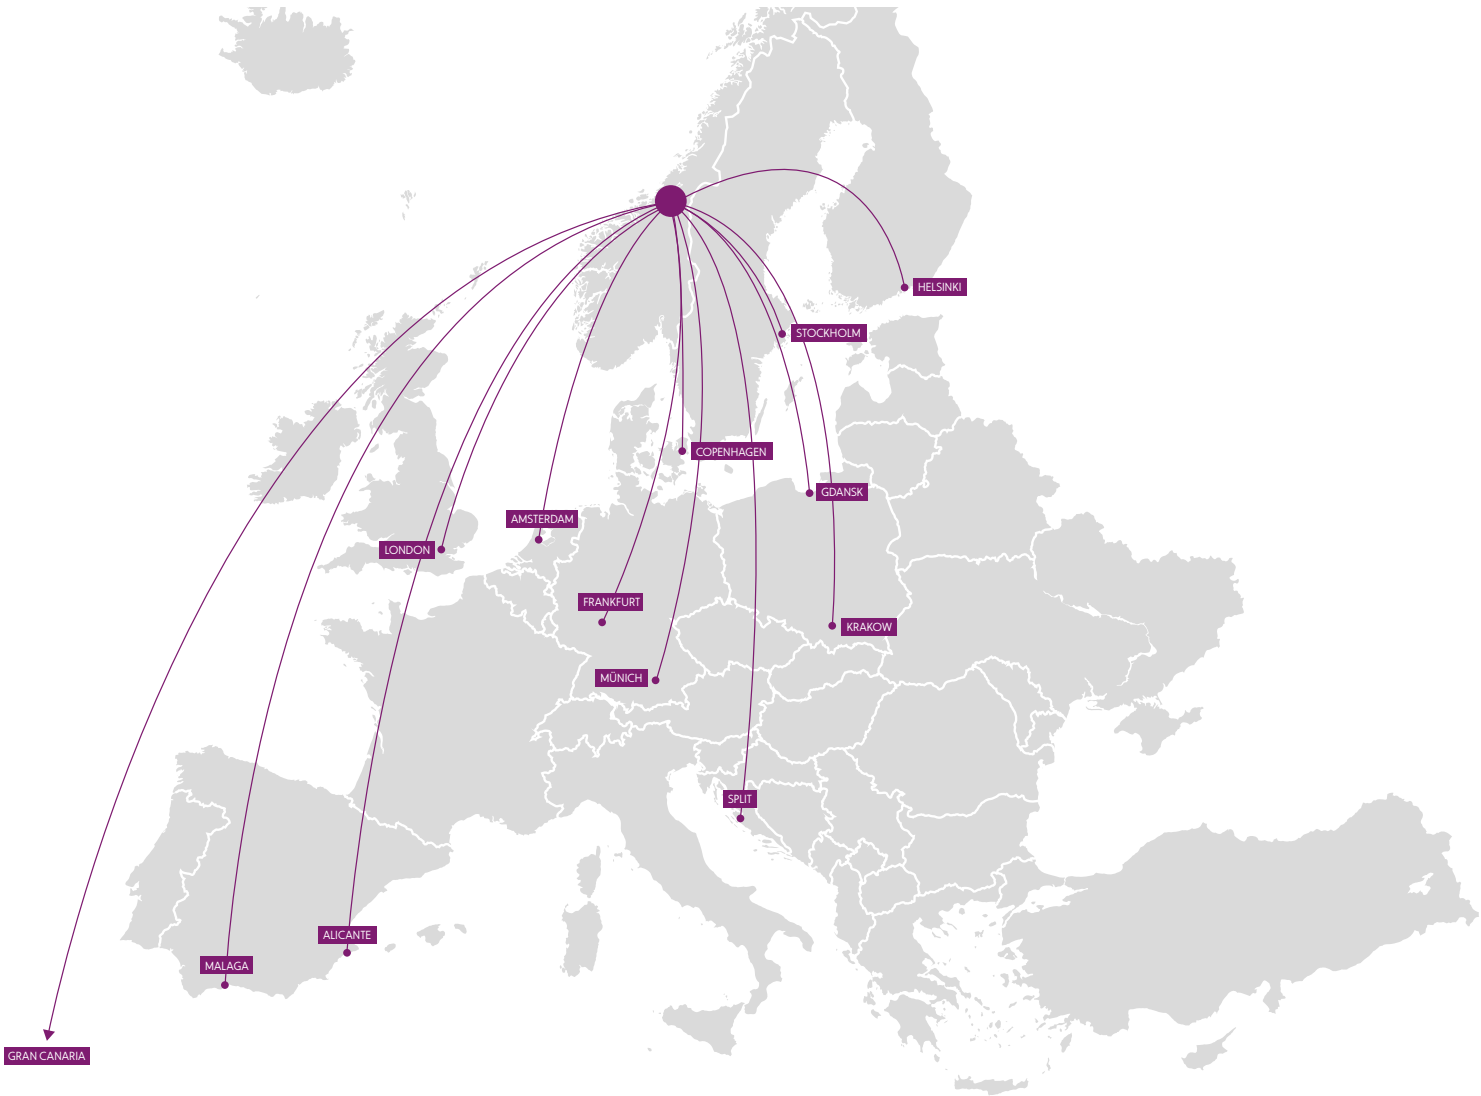 HELSINKI
STOCKHOLM
COPENHAGEN
GDANSK
AMSTERDAM
LONDON
FRANKFURT
KRAKOW
MÜNICH
SPLIT
ALICANTE
MALAGA
GRAN CANARIA